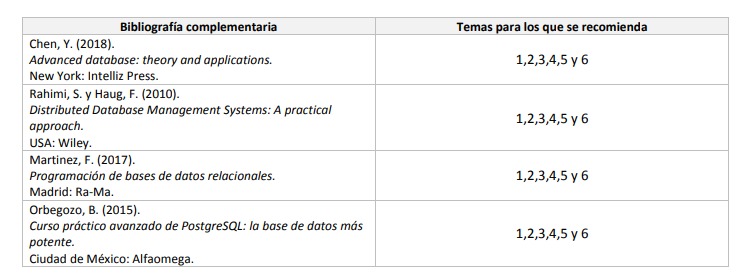 Bibliografía complementaria
Temas para los que se recomienda
Chen, Y. (2018).
Advanced database: theory and applications.
New York: Intelliz Press.
1,2,3,4,5 y 6
Rahimi, S. y Haug, F. (2010).
Distributed Database Management Systems: A practical
approach.
USA: Wiley.
1,2,3,4,5 y 6
Martinez, F. (2017).
Programación de bases de datos relacionales.
Madrid: Ra-Ma.
1,2,3,4,5 y 6
Orbegozo, B. (2015).
Curso práctico avanzado de PostgreSQL: la base de datos más
potente.
Ciudad de México: Alfaomega.
1,2,3,4,5 y 6